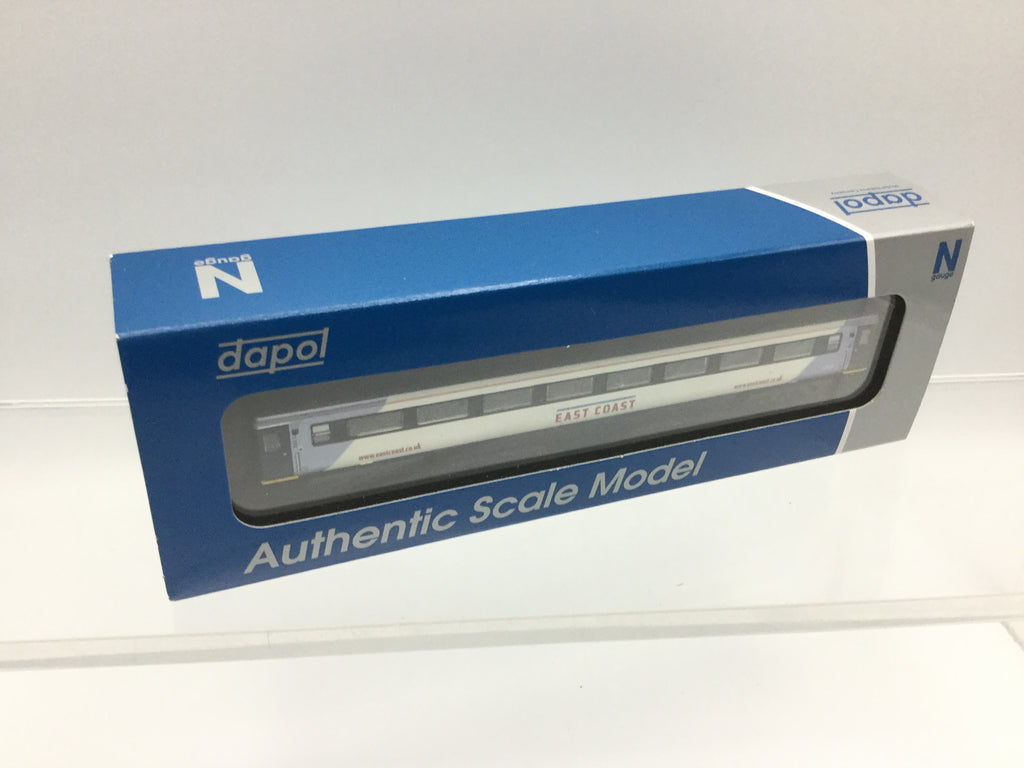 dapol
N
gauge
N
gauge
dapol
www.eastcoast.co.uk
EAST COAST
www.eastcoast.co.uk
Authentic Scale Model